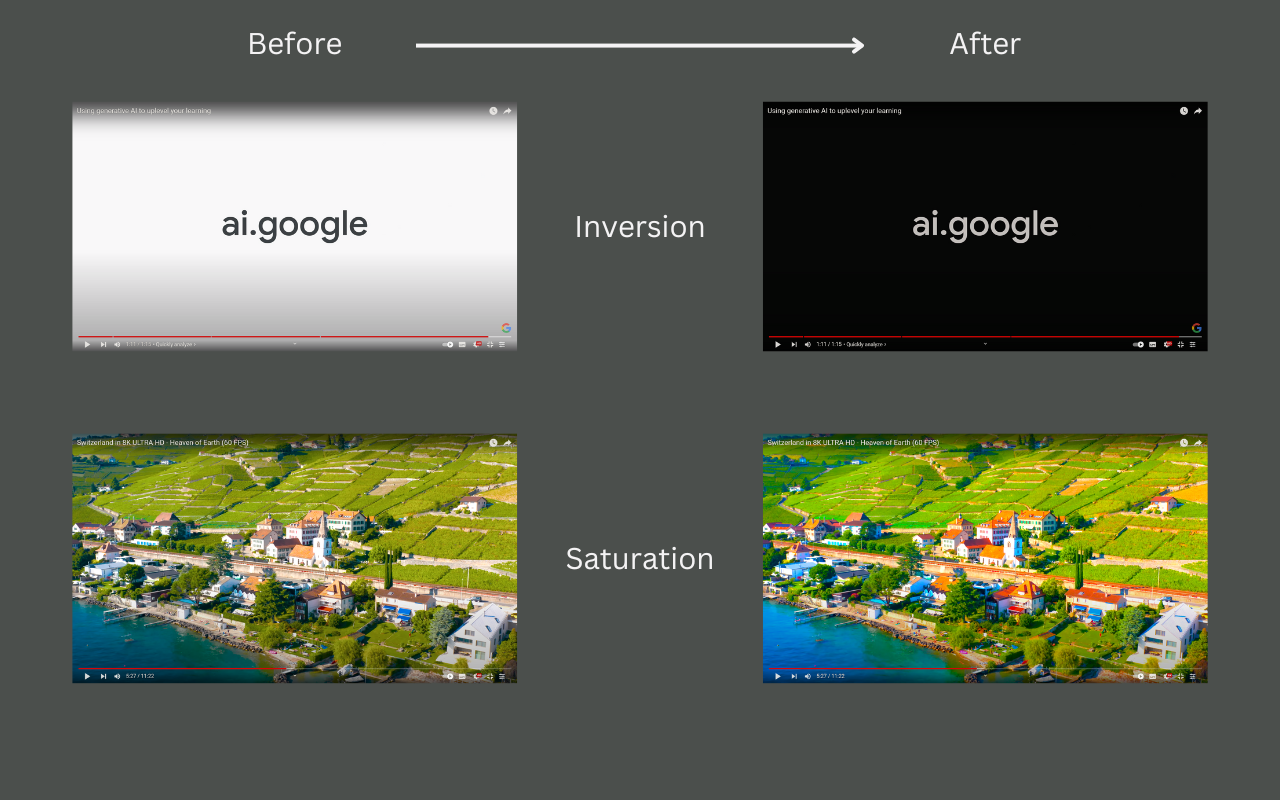 Before
After
Using generative AI to uplevel your learning
ai.google
1:11 / 1:15 • Quickly analyze ›
Inversion
Using generative AI to uplevel your learning
ai.google
1:11 / 1:15 • Quickly analyze ›
Switzerland in 8K ULTRA HD - Heaven of Earth (60 FPS)
5:27 / 11:22
Saturation
Switzerland in 8K ULTRA HD - Heaven of Earth (60 FPS)
5:27 / 11:22